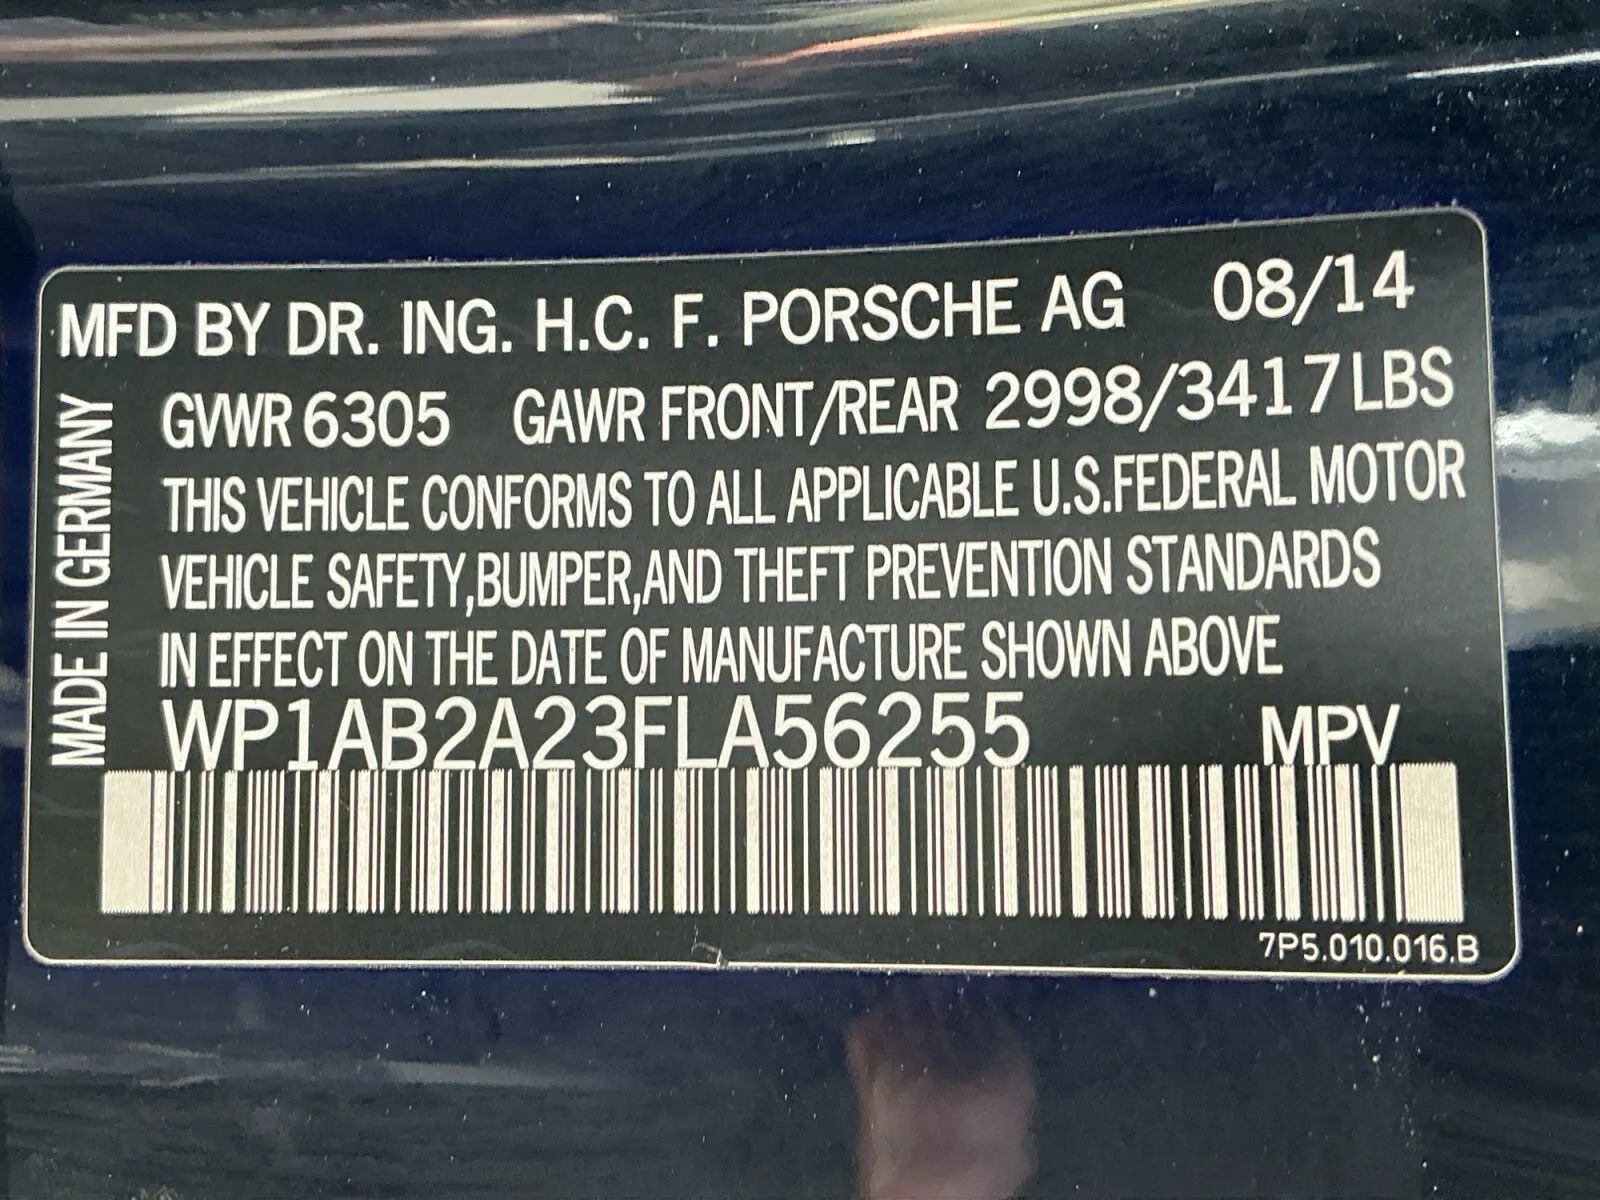 MFD BY DR. ING. H.C. F. PORSCHE AG 08/14
GVWR 6305 GAWR FRONT/REAR 2998/3417 LBS
THIS VEHICLE CONFORMS TO ALL APPLICABLE U.S.FEDERAL MOTOR
VEHICLE SAFETY,BUMPER,AND THEFT PREVENTION STANDARDS
IN EFFECT ON THE DATE OF MANUFACTURE SHOWN ABOVE
WP1AB2A23FLA56255 MPV
7P5.010.016.B
MADE IN GERMANY